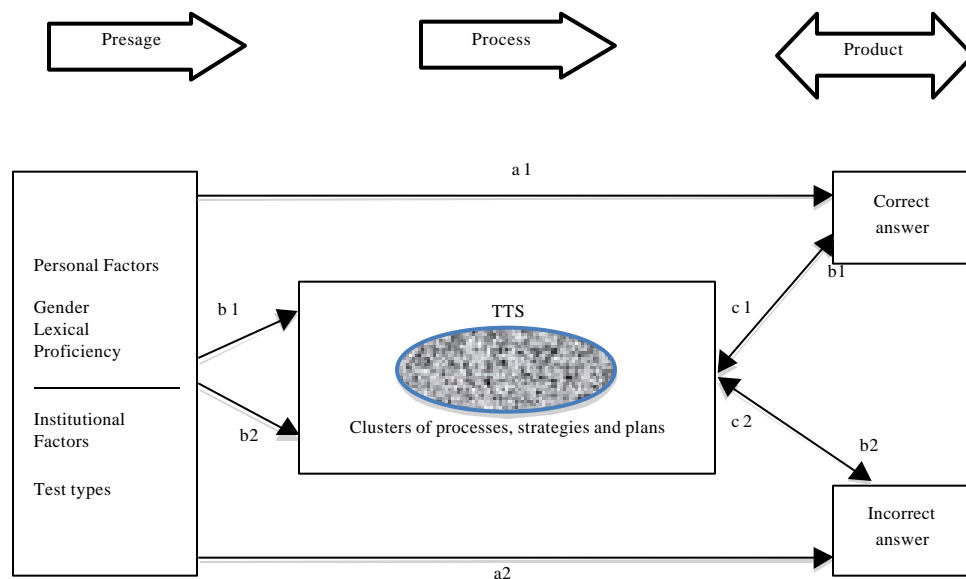 Presage
Process
Product
a 1
Correct
answer
Personal Factors
Gender
Lexical
Proficiency
b 1
TTS
c 1
b1
Institutional
Factors
b2
Clusters of processes, strategies and plans
c 2
b2
Test types
Incorrect
answer
a2